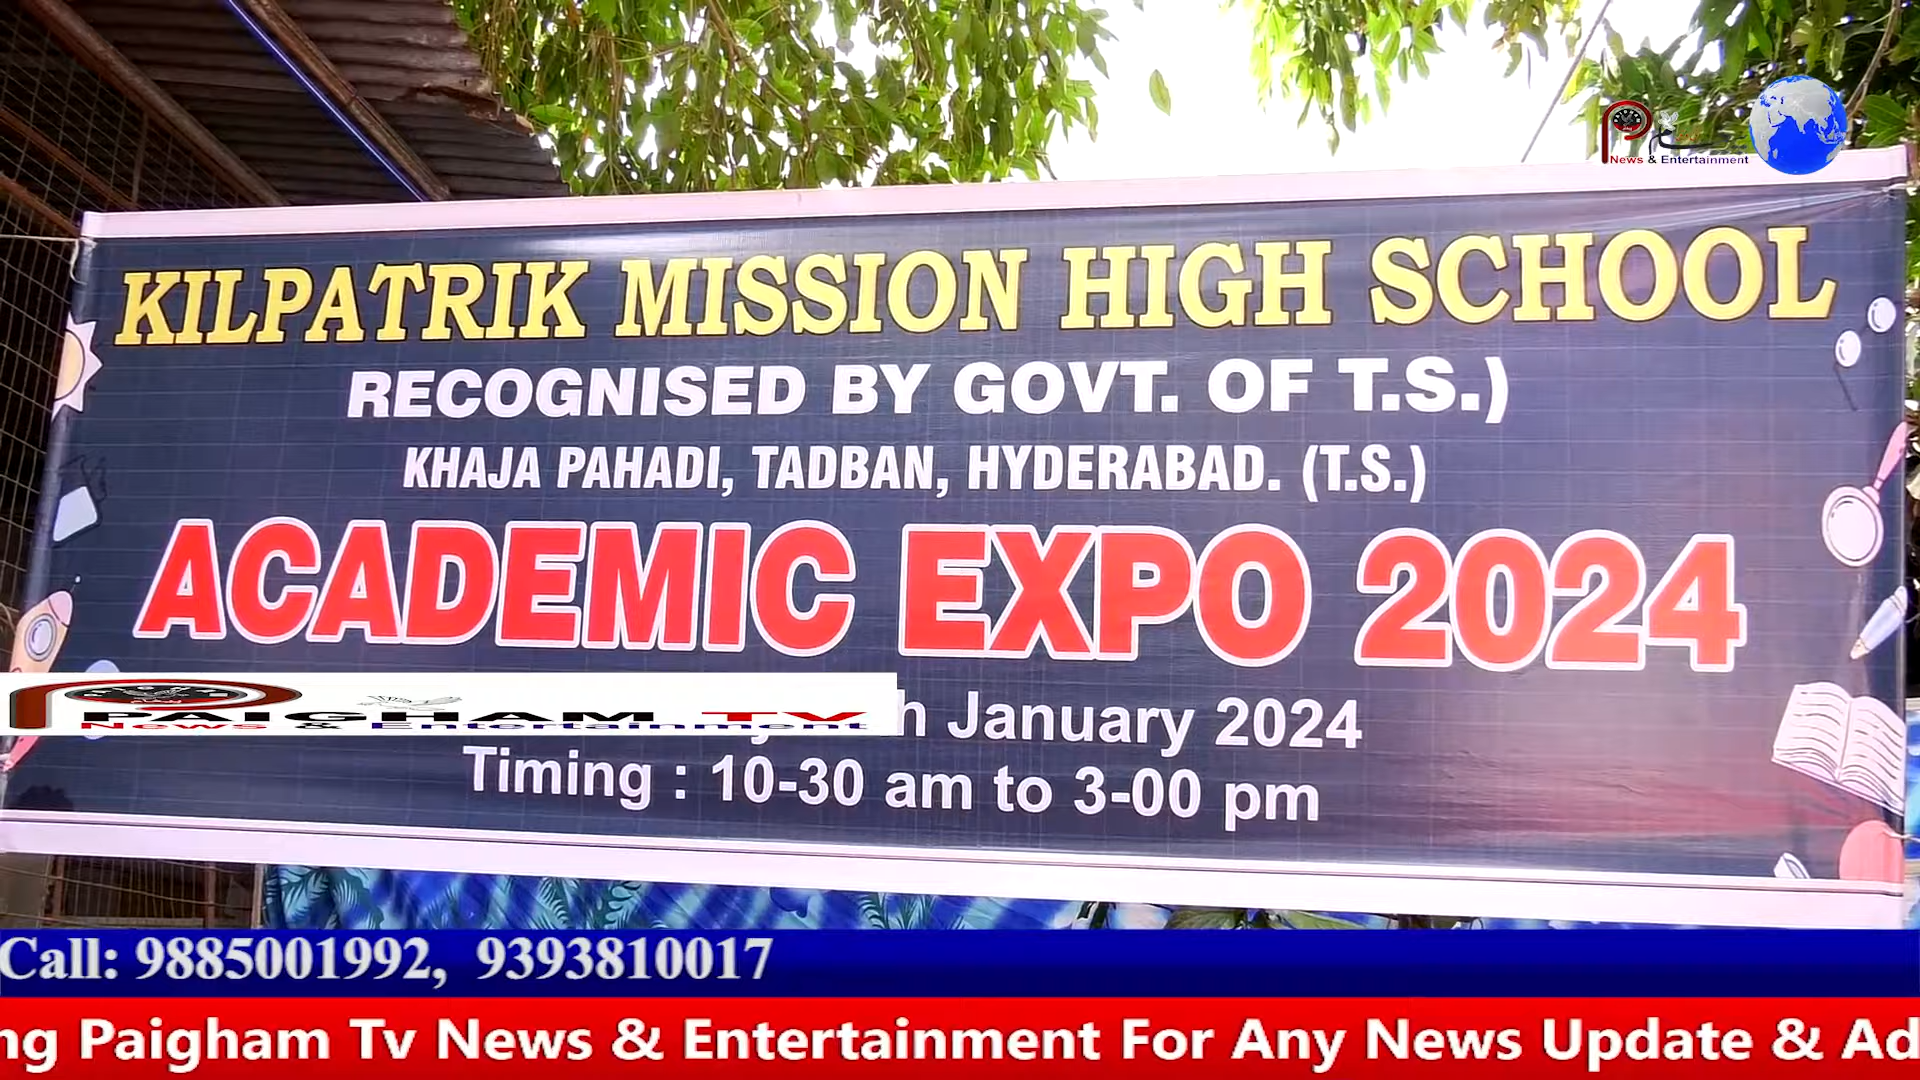 News & Entertainment
KILPATRIK MISSION HIGH SCHOOL
RECOGNISED BY GOVT. OF T.S.)
KHAJA PAHADI, TADBAN, HYDERABAD. (T.S.)
ACADEMIC EXPO 2024
PAIGHAM TV
News & Entertainment
January 2024
Timing : 10-30 am to 3-00 pm
Call: 9885001992, 9393810017
Paigham Tv News & Entertainment For Any News Update & Ad